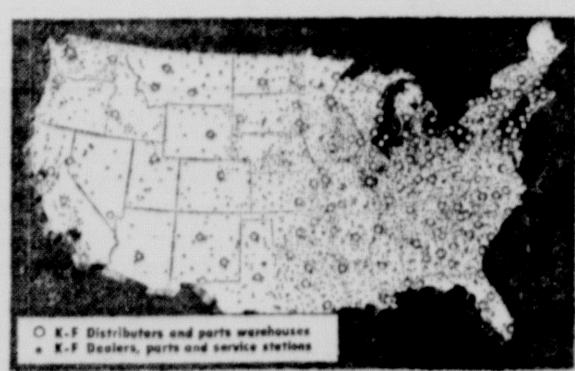 K-F Distributors and parts warehouses
K-F Dealers, parts and service stations